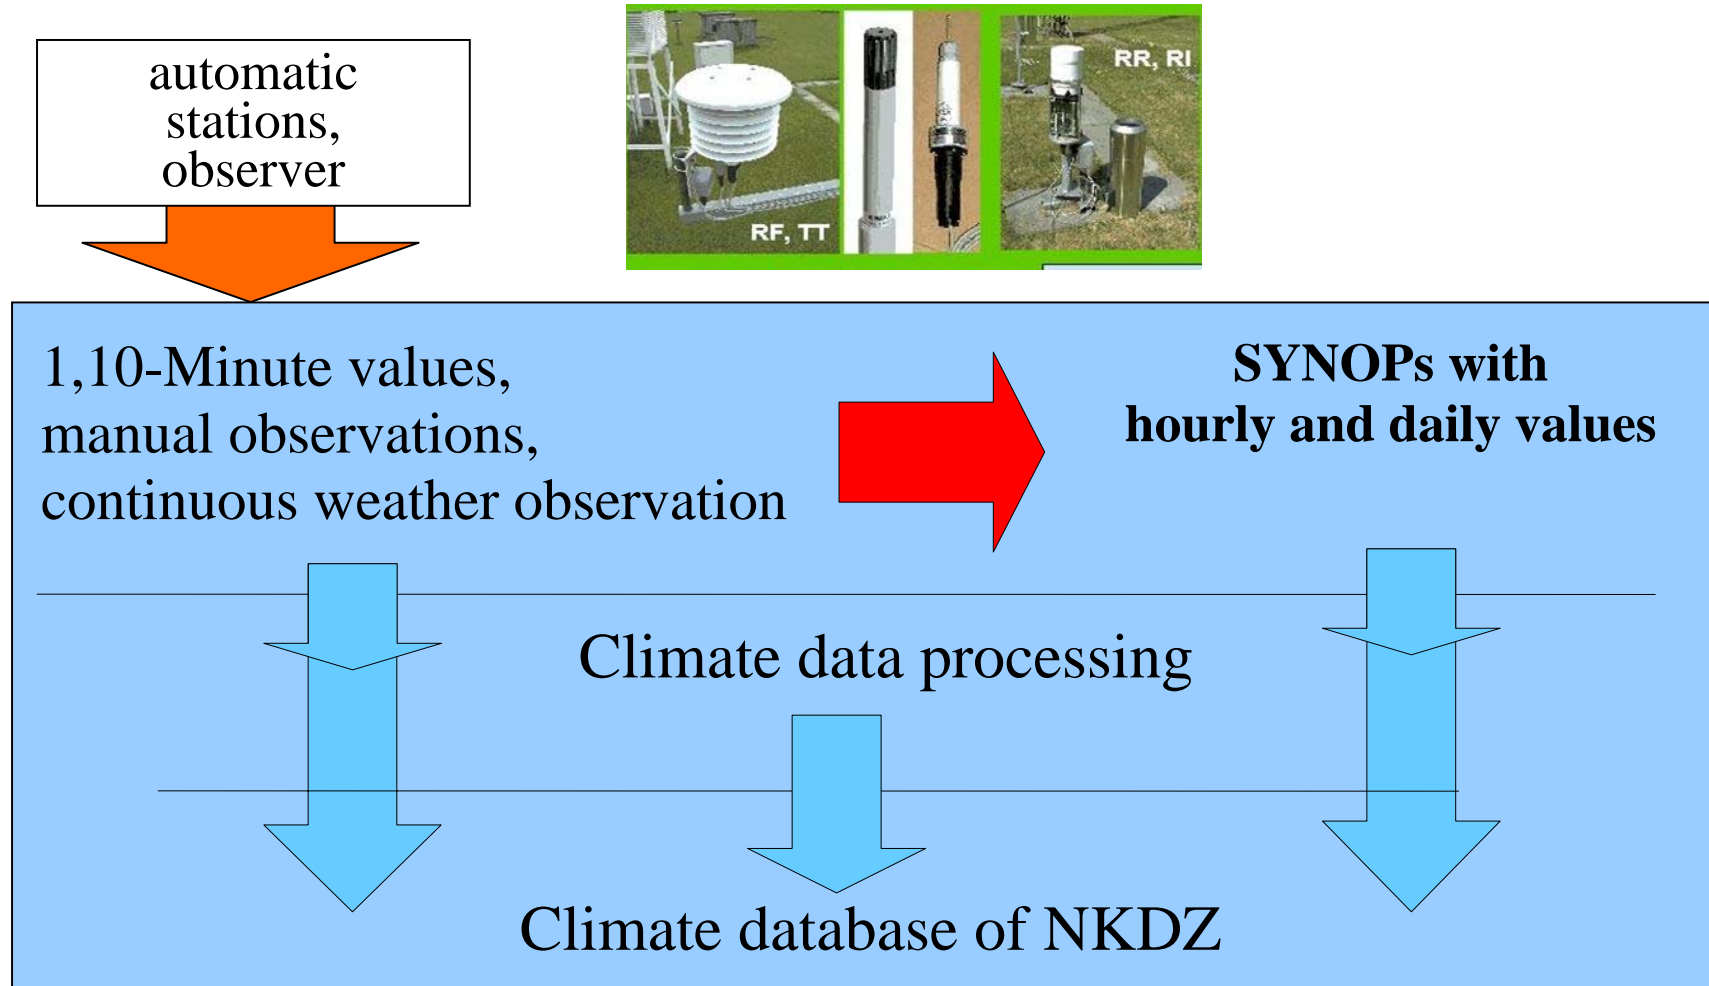 automatic
stations,
observer
RF, TT
RR, RI
1,10-Minute values,
manual observations,
continuous weather observation
SYNOPs with
hourly and daily values
Climate data processing
Climate database of NKDZ